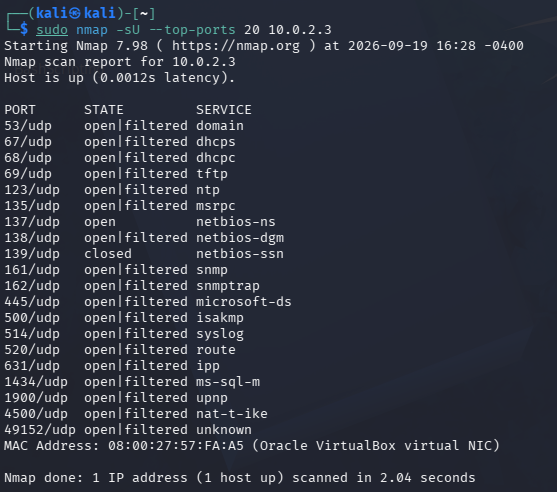 ┌──(kali㉿kali)-[~]
└─$ sudo nmap -sU --top-ports 20 10.0.2.3
Starting Nmap 7.98 ( https://nmap.org ) at 2026-09-19 16:28 -0400
Nmap scan report for 10.0.2.3
Host is up (0.0012s latency).

PORT      STATE         SERVICE
53/udp    open|filtered domain
67/udp    open|filtered dhcps
68/udp    open|filtered dhcpc
69/udp    open|filtered tftp
123/udp   open|filtered ntp
135/udp   open|filtered msrpc
137/udp   open          netbios-ns
138/udp   open|filtered netbios-dgm
139/udp   closed        netbios-ssn
161/udp   open|filtered snmp
162/udp   open|filtered snmptrap
445/udp   open|filtered microsoft-ds
500/udp   open|filtered isakmp
514/udp   open|filtered syslog
520/udp   open|filtered route
631/udp   open|filtered ipp
1434/udp  open|filtered ms-sql-m
1900/udp  open|filtered upnp
4500/udp  open|filtered nat-t-ike
49152/udp open|filtered unknown
MAC Address: 08:00:27:57:FA:A5 (Oracle VirtualBox virtual NIC)

Nmap done: 1 IP address (1 host up) scanned in 2.04 seconds